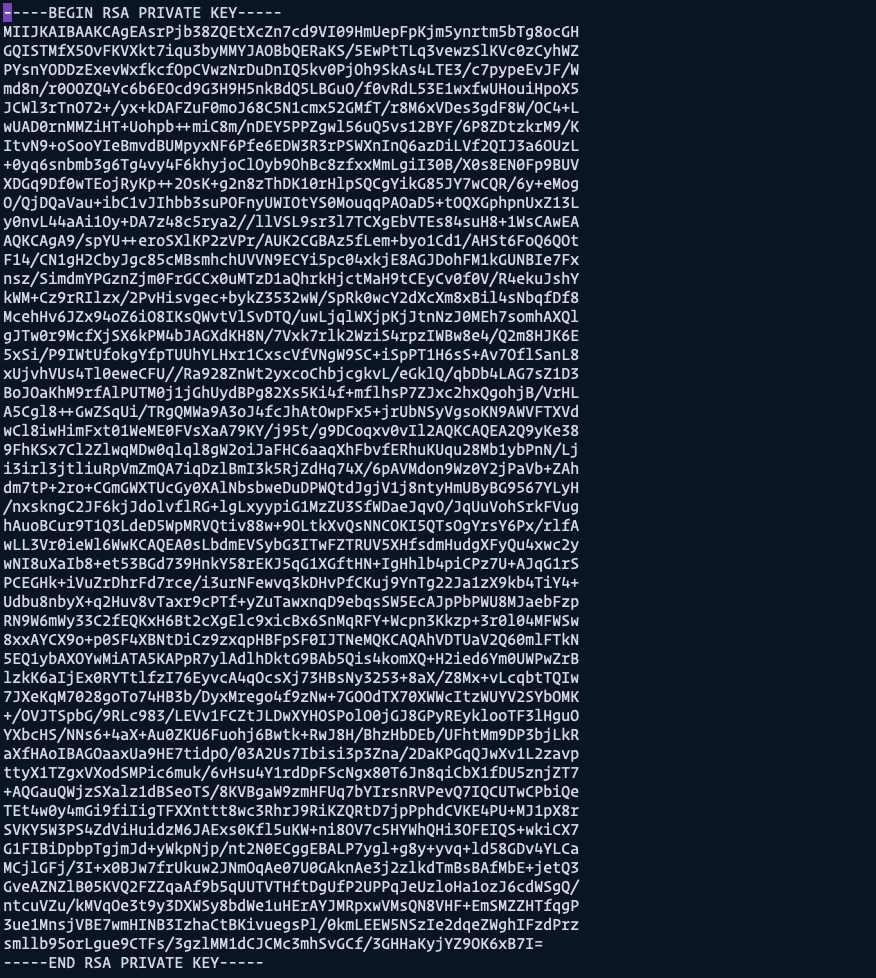 -----BEGIN RSA PRIVATE KEY-----
MIIJKAIBAAKCAgEAsrPjb38ZQEtXcZn7cd9VI09HmUepFpKjm5ynrtm5bTg8ocGH
GQISTMfX5OvFKVXkt7iqu3byMMYJAOBbQERaKS/5EwPtTLq3vewzSlKVc0zCyhWZ
PYsnYODDzExevWxfkcfOpCVwzNrDuDnIQ5kv0PjOh9SkAs4LTE3/c7pypeEvJF/W
md8n/r0OOZQ4Yc6b6EOcd9G3H9H5nkBdQ5LBGuO/f0vRdL53E1wxfwUHouiHpoX5
JCWl3rTnO72+/yx+kDAFZuF0moJ68C5N1cmx52GMfT/r8M6xVDes3gdF8W/OC4+L
wUAD0rnMMZiHT+Uohpb++miC8m/nDEY5PPZgwl56uQ5vs12BYF/6P8ZDtzkrM9/K
ItvN9+oSooYIeBmvdBUMpyxNF6Pfe6EDW3R3rPSWXnInQ6azDiLVf2QIJ3a6OUzL
+0yq6snbmb3g6Tg4vy4F6khyjoClOyb9OhBc8zfxxMmLgiI30B/X0s8EN0Fp9BUV
XDGq9Df0wTEojRyKp++2OsK+g2n8zThDK10rHlpSQCgYikG85JY7wCQR/6y+eMog
O/QjDQaVau+ibC1vJIhbb3suPOFnyUWIOtYS0MouqqPAOaD5+tOQXGphpnUxZ13L
y0nvL44aAi1Oy+DA7z48c5rya2//llVSL9sr3l7TCXgEbVTEs84suH8+1WsCAwEA
AQKCAgA9/spYU++eroSXlKP2zVPr/AUK2CGBAz5fLem+byo1Cd1/AHSt6FoQ6QOt
F14/CN1gH2CbyJgc85cMBsmhchUVVN9ECYi5pc04xkjE8AGJDohFM1kGUNBIe7Fx
nsz/SimdmYPGznZjm0FrGCCx0uMTzD1aQhrkHjctMaH9tCEyCv0f0V/R4ekuJshY
kWM+Cz9rRIlzx/2PvHisvgec+bykZ3532wW/SpRk0wcY2dXcXm8xBil4sNbqfDf8
McehHv6JZx94oZ6iO8IKsQWvtVlSvDTQ/uwLjqlWXjpKjJtnNzJ0MEh7somhAXQl
gJTw0r9McfXjSX6kPM4bJAGXdKH8N/7Vxk7rlk2WziS4rpzIWBw8e4/Q2m8HJK6E
5xSi/P9IWtUfokgYfpTUUhYLHxr1CxscVfVNgW9SC+iSpPT1H6sS+Av7OflSanL8
xUjvhVUs4Tl0eweCFU//Ra928ZnWt2yxcoChbjcgkvL/eGklQ/qbDb4LAG7sZ1D3
BoJOaKhM9rfAlPUTM0j1jGhUydBPg82Xs5Ki4f+mflhsP7ZJxc2hxQgohjB/VrHL
A5Cgl8++GwZSqUi/TRgQMWa9A3oJ4fcJhAtOwpFx5+jrUbNSyVgsoKN9AWVFTXVd
wCl8iwHimFxt01WeME0FVsXaA79KY/j95t/g9DCoqxv0vIl2AQKCAQEA2Q9yKe38
9FhKSx7Cl2ZlwqMDw0qlql8gW2oiJaFHC6aaqXhFbvfERhuKUqu28Mb1ybPnN/Lj
i3irl3jtliuRpVmZmQA7iqDzlBmI3k5RjZdHq74X/6pAVMdon9Wz0Y2jPaVb+ZAh
dm7tP+2ro+CGmGWXTUcGy0XAlNbsbweDuDPWQtdJgjV1j8ntyHmUByBG9567YLyH
/nxskngC2JF6kjJdolvflRG+lgLxyypiG1MzZU3SfWDaeJqvO/JqUuVohSrkFVug
hAuoBCur9T1Q3LdeD5WpMRVQtiv88w+9OLtkXvQsNNCOKI5QTsOgYrsY6Px/rlfA
wLL3Vr0ieWl6WwKCAQEA0sLbdmEVSybG3ITwFZTRUV5XHfsdmHudgXFyQu4xwc2y
wNI8uXaIb8+et53BGd739HnkY58rEKJ5qG1XGftHN+IgHhlb4piCPz7U+AJqG1rS
PCEGHk+iVuZrDhrFd7rce/i3urNFewvq3kDHvPfCKuj9YnTg22Ja1zX9kb4TiY4+
Udbu8nbyX+q2Huv8vTaxr9cPTf+yZuTawxnqD9ebqsSW5EcAJpPbPWU8MJaebFzp
RN9W6mWy33C2fEQKxH6Bt2cXgElc9xicBx6SnMqRFY+Wcpn3Kkzp+3r0l04MFWSw
8xxAYCX9o+p0SF4XBNtDiCz9zxqpHBFpSF0IJTNeMQKCAQAhVDTUaV2Q60mlFTkN
5EQ1ybAXOYwMiATA5KAPpR7ylAdlhDktG9BAb5Qis4komXQ+H2ied6Ym0UWPwZrB
lzkK6aIjEx0RYTtlfzI76EyvcA4qOcsXj73HBsNy3253+8aX/Z8Mx+vLcqbtTQIw
7JXeKqM7028goTo74HB3b/DyxMrego4f9zNw+7GOOdTX70XWWcItzWUYV2SYbOMK
+/OVJTSpbG/9RLc983/LEVv1FCZtJLDwXYHOSPolO0jGJ8GPyREyklooTF3lHguO
YXbcHS/NNs6+4aX+Au0ZKU6Fuohj6Bwtk+RwJ8H/BhzHbDEb/UFhtMm9DP3bjLkR
aXfHAoIBAGOaaxUa9HE7tidpO/03A2Us7Ibisi3p3Zna/2DaKPGqQJwXv1L2zavp
ttyX1TZgxVXodSMPic6muk/6vHsu4Y1rdDpFScNgx80T6Jn8qiCbX1fDU5znjZT7
+AQGauQWjzSXalz1dBSeoTS/8KVBgaW9zmHFUq7bYIrsnRVPevQ7IQCUTwCPbiQe
TEt4w0y4mGi9fiIigTFXXnttt8wc3RhrJ9RiKZQRtD7jpPphdCVKE4PU+MJ1pX8r
SVKY5W3PS4ZdViHuidzM6JAExs0Kfl5uKW+ni8OV7c5HYWhQHi3OFEIQS+wkiCX7
G1FIBiDpbpTgjmJd+yWkpNjp/nt2N0ECggEBALP7ygl+g8y+yvq+ld58GDv4YLCa
MCjlGFj/3I+x0BJw7frUkuw2JNmOqAe07U0GAknAe3j2zlkdTmBsBAfMbE+jetQ3
GveAZNZlB05KVQ2FZZqaAf9b5qUUTVTHftDgUfP2UPPqJeUzloHa1ozJ6cdWSgQ/
ntcuVZu/kMVqOe3t9y3DXWSy8bdWe1uHErAYJMRpxwVMsQN8VHF+EmSMZZHTfqgP
3ue1MnsjVBE7wmHINB3IzhaCtBKivuegsPl/0kmLEEW5NSzIe2dqeZWghIFzdPrz
smllb95orLgue9CTFs/3gzlMM1dCJCMc3mhSvGCf/3GHHaKyjYZ9OK6xB7I=
-----END RSA PRIVATE KEY-----